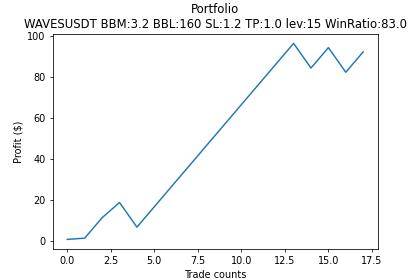 Portfolio
WAVESUSDT BBM:3.2 BBL:160 SL:1.2 TP:1.0 lev:15 WinRatio:83.0
100
80
60
40
20
0
Profit ($)
0.0 2.5 5.0 7.5 10.0 12.5 15.0 17.5
Trade counts